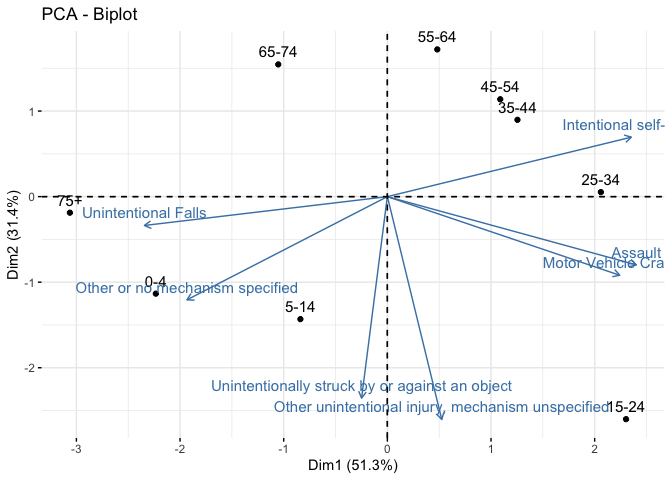 PCA - Biplot
55-64
65-74
45-54
35-44
Intentional self-
25-34
75+
Unintentional Falls
Assault
Motor Vehicle Cra
0-4
Other or no mechanism specified
5-14
Unintentionally struck by or against an object
Other unintentional injury, mechanism unspecified
15-24
1
0
-1
-2
Dim2 (31.4%)
-3 -2 -1 0 1 2
Dim1 (51.3%)